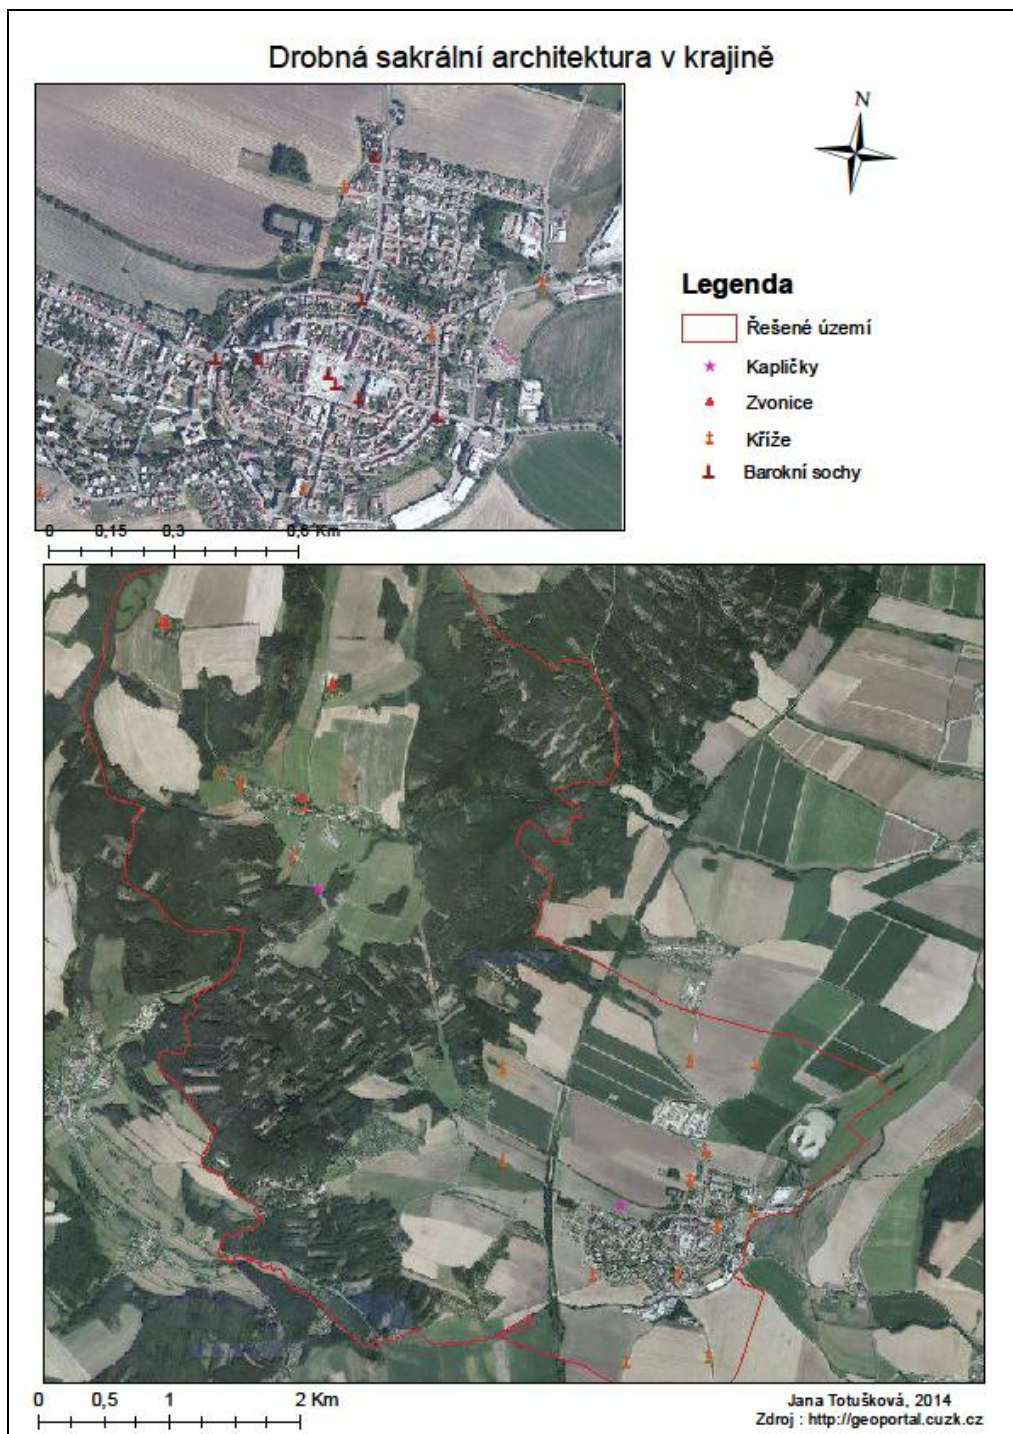 Drobná sakrální architektura v krajině
N
Legenda
Řešené území
Kapličky
Zvonice
Kříže
Barokní sochy
0 0,15 0,3 0,6 Km
0 0,5 1 2 Km
Jana Totušková, 2014
Zdroj : http://geoportal.cuzk.cz